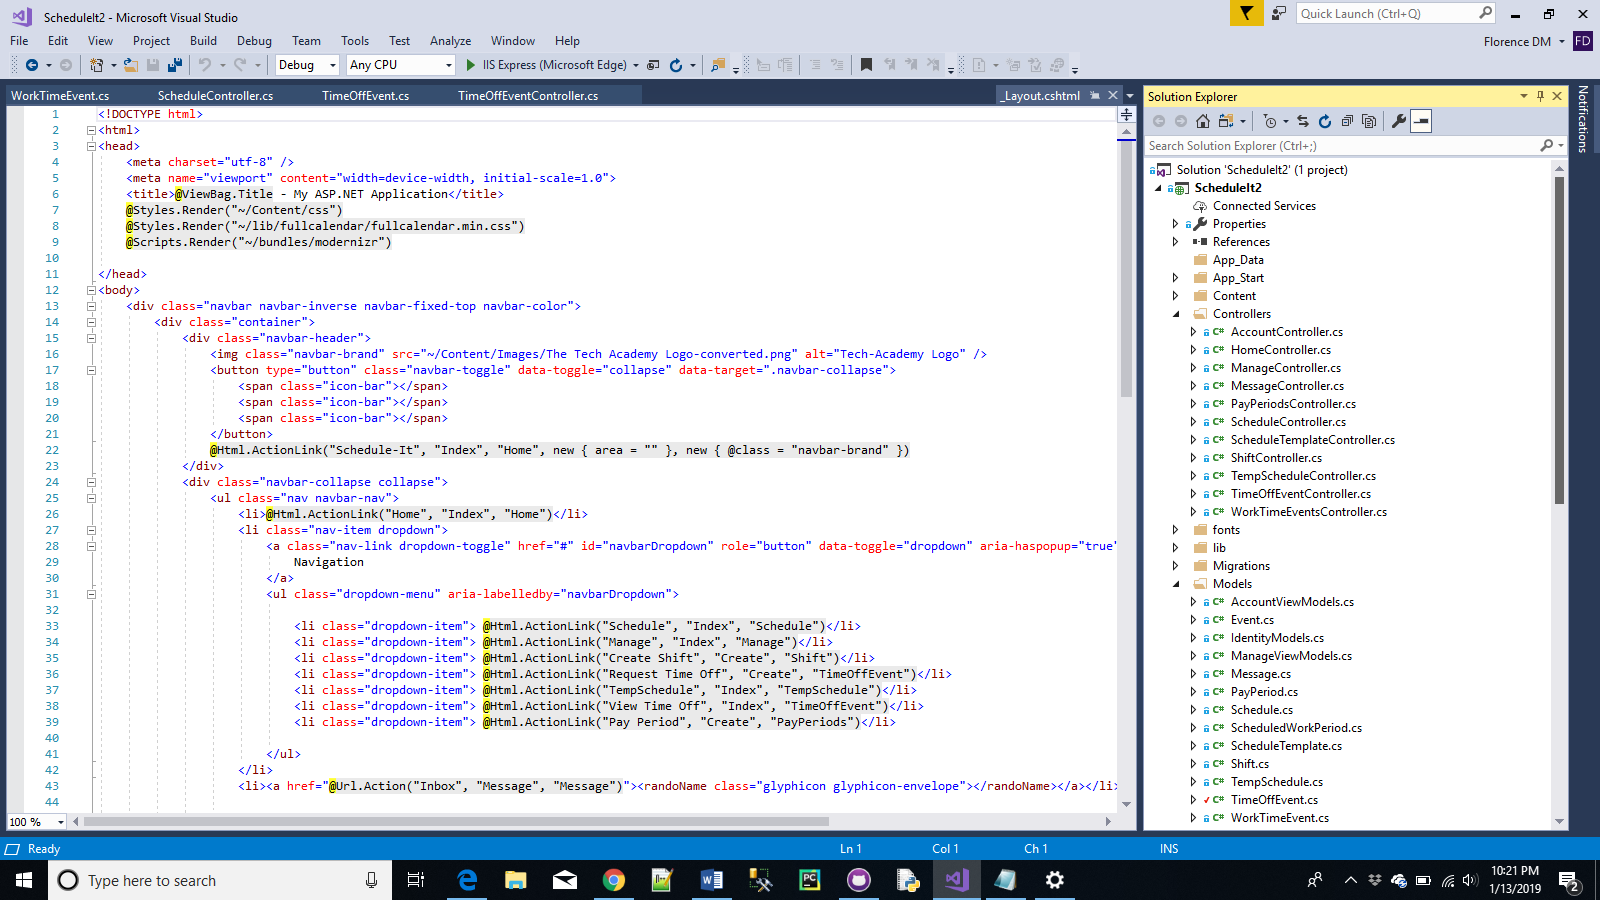 ScheduleIt2 - Microsoft Visual Studio
Quick Launch (Ctrl+Q)
File Edit View Project Build Debug Team Tools Test Analyze Window Help
Florence DM FD
Debug Any CPU IIS Express (Microsoft Edge)
WorkTimeEvent.cs ScheduleController.cs TimeOffEvent.cs TimeOffEventController.cs _Layout.cshtml
1 <!DOCTYPE html>
2 <html>
3 <head>
4 <meta charset="utf-8" />
5 <meta name="viewport" content="width=device-width, initial-scale=1.0">
6 <title>@ViewBag.Title - My ASP.NET Application</title>
7 @Styles.Render("~/Content/css")
8 @Styles.Render("~/lib/fullcalendar/fullcalendar.min.css")
9 @Scripts.Render("~/bundles/modernizr")
10
11 </head>
12 <body>
13 <div class="navbar navbar-inverse navbar-fixed-top navbar-color">
14 <div class="container">
15 <div class="navbar-header">
16 <img class="navbar-brand" src="~/Content/Images/The Tech Academy Logo-converted.png" alt="Tech-Academy Logo" />
17 <button type="button" class="navbar-toggle" data-toggle="collapse" data-target=".navbar-collapse">
18 <span class="icon-bar"></span>
19 <span class="icon-bar"></span>
20 <span class="icon-bar"></span>
21 </button>
22 @Html.ActionLink("Schedule-It", "Index", "Home", new { area = "" }, new { @class = "navbar-brand" })
23 </div>
24 <div class="navbar-collapse collapse">
25 <ul class="nav navbar-nav">
26 <li>@Html.ActionLink("Home", "Index", "Home")</li>
27 <li class="nav-item dropdown">
28 <a class="nav-link dropdown-toggle" href="#" id="navbarDropdown" role="button" data-toggle="dropdown" aria-haspopup="true"
29 Navigation
30 </a>
31 <ul class="dropdown-menu" aria-labelledby="navbarDropdown">
32
33 <li class="dropdown-item"> @Html.ActionLink("Schedule", "Index", "Schedule")</li>
34 <li class="dropdown-item"> @Html.ActionLink("Manage", "Index", "Manage")</li>
35 <li class="dropdown-item"> @Html.ActionLink("Create Shift", "Create", "Shift")</li>
36 <li class="dropdown-item"> @Html.ActionLink("Request Time Off", "Create", "TimeOffEvent")</li>
37 <li class="dropdown-item"> @Html.ActionLink("TempSchedule", "Index", "TempSchedule")</li>
38 <li class="dropdown-item"> @Html.ActionLink("View Time Off", "Index", "TimeOffEvent")</li>
39 <li class="dropdown-item"> @Html.ActionLink("Pay Period", "Create", "PayPeriods")</li>
40
41 </ul>
42 </li>
43 <li><a href="@Url.Action("Inbox", "Message", "Message")"><randoName class="glyphicon glyphicon-envelope"></randoName></a></li>
44
100 %
Solution Explorer
Search Solution Explorer (Ctrl+;)
Solution 'ScheduleIt2' (1 project)
ScheduleIt2
Connected Services
Properties
References
App_Data
App_Start
Content
Controllers
C# AccountController.cs
C# HomeController.cs
C# ManageController.cs
C# MessageController.cs
C# PayPeriodsController.cs
C# ScheduleController.cs
C# ScheduleTemplateController.cs
C# ShiftController.cs
C# TempScheduleController.cs
C# TimeOffEventController.cs
C# WorkTimeEventsController.cs
fonts
lib
Migrations
Models
C# AccountViewModels.cs
C# Event.cs
C# IdentityModels.cs
C# ManageViewModels.cs
C# Message.cs
C# PayPeriod.cs
C# Schedule.cs
C# ScheduledWorkPeriod.cs
C# ScheduleTemplate.cs
C# Shift.cs
C# TempSchedule.cs
C# TimeOffEvent.cs
C# WorkTimeEvent.cs
Notifications
Ready Ln 1 Col 1 Ch 1 INS
Type here to search
10:21 PM
1/13/2019
2